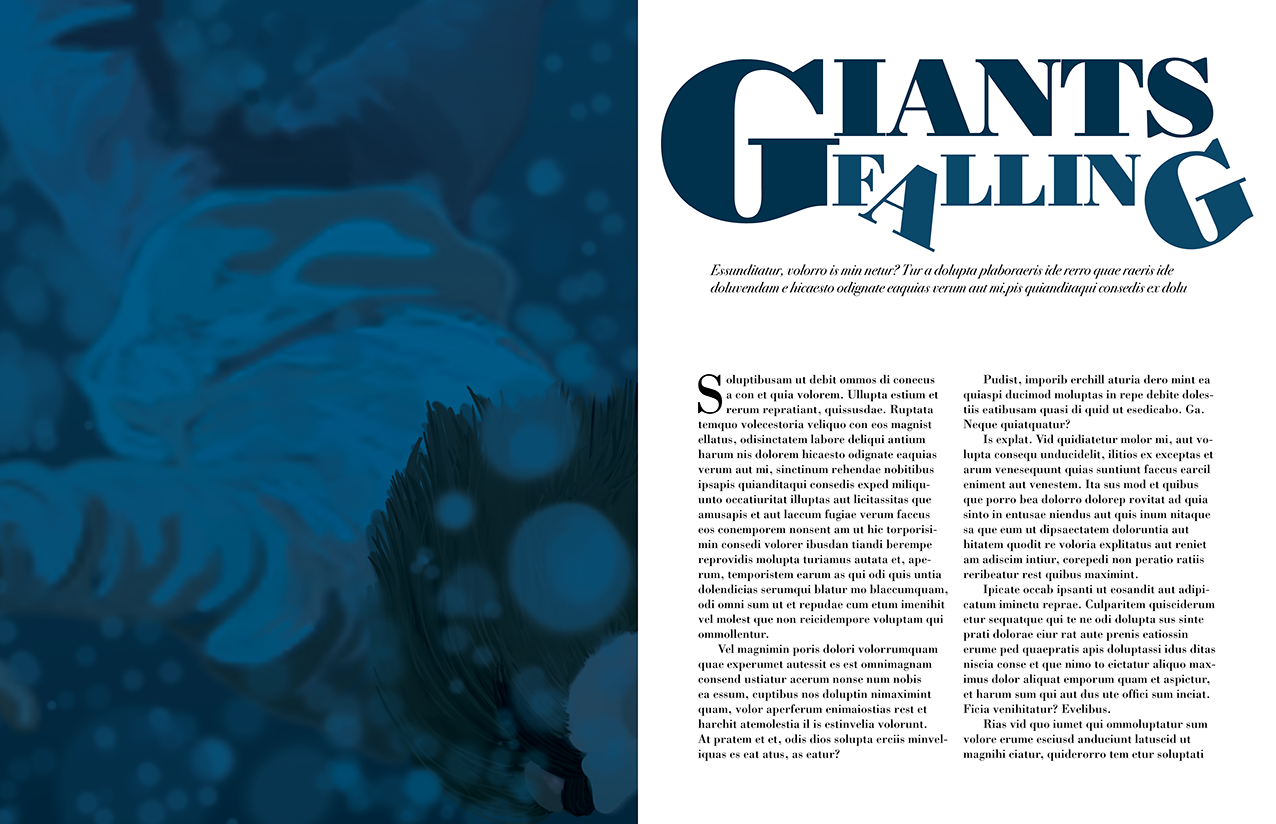 GIANTS
FALLING
Essunditatur, volorro is min netur? Tur a dolupta plaboraeris ide rerro quae raeris ide
doluvendam e hicaesto odignate eaquias verum aut mi,pis quianditaqui consedis ex dolu
Soluptibusam ut debit ommos di conecus
a con et quia volorem. Ullupta estium et
rerum repratiant, quissusdae. Ruptata
temquo volecestoria veliquo con eos magnist
ellatus, odisinctatem labore deliqui antium
harum nis dolorem hicaesto odignate eaquias
verum aut mi, sinctinum rehendae nobitibus
ipsapis quianditaqui consedis exped miliqu-
unto occatiuritat illuptas aut licitassitas que
amusapis et aut laccum fugiae verum faccus
eos conemporem nonsent am ut hic torporisi-
min consedi volorer ibusdan tiandi berempe
reprovidis molupta turiamus autata et, ape-
rum, temporistem earum as qui odi quis untia
dolendicias serumqui blatur mo blaccumquam,
odi omni sum ut et repudae cum etum imenihit
vel molest que non reicidempore voluptam qui
ommollentur.
Vel magnimin poris dolori volorrumquam
quae experumet autessit es est omnimagnam
consend ustiatur acerum nonse num nobis
ea essum, cuptibus nos doluptin nimaximint
quam, volor aperferum enimaiostias rest et
harchit atemolestia il is estinvelia volorunt.
At pratem et et, odis dios solupta erciis minvel-
iquas es eat atus, as eatur?
Pudist, imporib erchill aturia dero mint ea
quiaspi ducimod moluptas in repe debite doles-
tiis eatibusam quasi di quid ut esedicabo. Ga.
Neque quiatquatur?
Is explat. Vid quidiatetur molor mi, aut vo-
lupta consequ unducidelit, ilitios ex exceptas et
arum venesequunt quias suntiunt faccus earcil
eniment aut venestem. Ita sus mod et quibus
que porro bea dolorro dolorep rovitat ad quia
sinto in entusae niendus aut quis inum nitaque
sa que eum ut dipsaectatem doloruntia aut
hitatem quodit re voloria explitatus aut reniet
am adiscim intiur, corepedi non peratio ratiis
reribeatur rest quibus maximint.
Ipicate occab ipsanti ut eosandit aut adipi-
catum iminctu reprae. Culparitem quisciderum
etur sequatque qui te ne odi dolupta sus sinte
prati dolorae eiur rat aute prenis eatiossin
erume ped quaepratis apis doluptassi idus ditas
niscia conse et que nimo to eictatur aliquo max-
imus dolor aliquat emporum quam et aspictur,
et harum sum qui aut dus ute offici sum inciat.
Ficia venihitatur? Evelibus.
Rias vid quo iumet qui ommoluptatur sum
volore erume esciusd anduciunt latuscid ut
magnihi ciatur, quiderorro tem etur soluptati